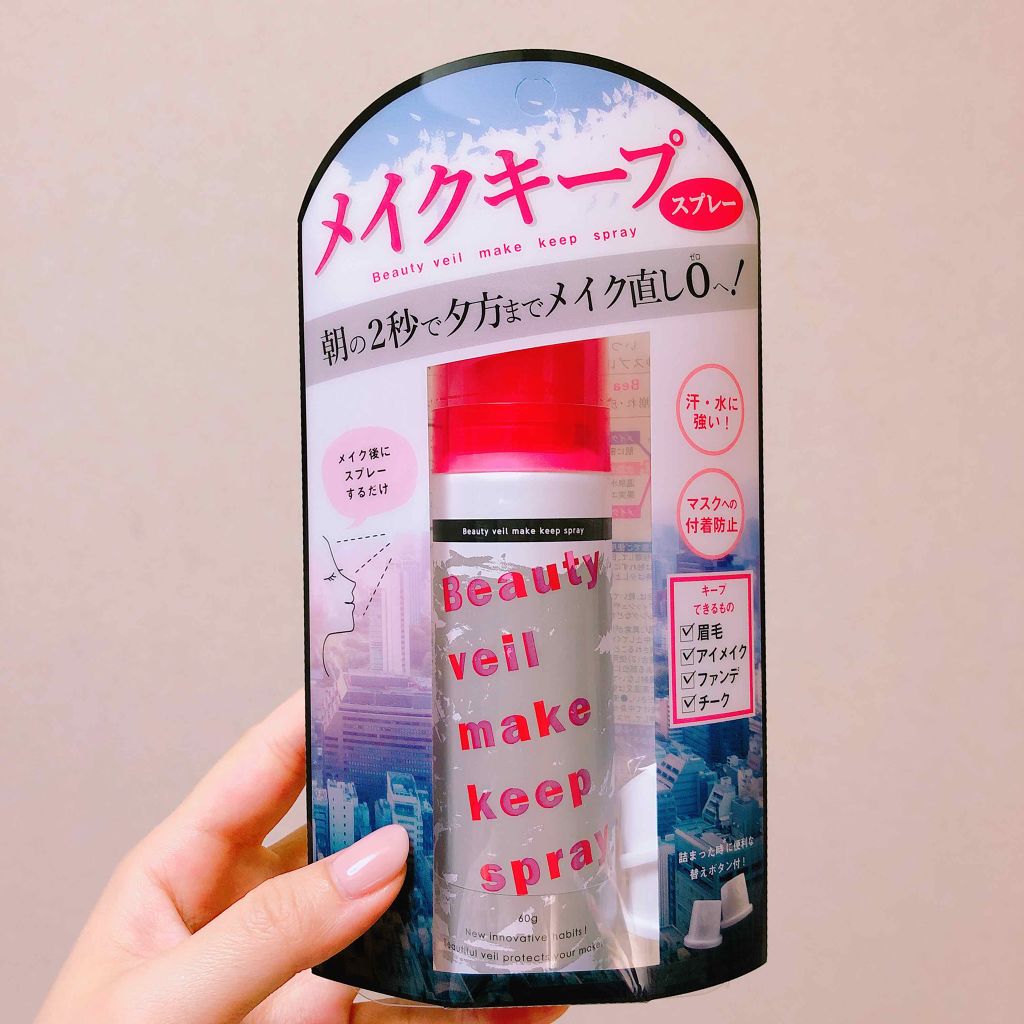 メイクキープ
スプレー
Beauty veil make keep spray
朝の2秒で夕方までメイク直し0へ!
ゼロ
メイク後に
スプレー
するだけ
汗・水に
強い!
マスクへの
付着防止
キープ
できるもの
眉毛
アイメイク
ファンデ
チーク
Beauty veil make keep spray
Beauty
veil
make
keep
spray
60g
New innovative habits!
Beautiful veil protects your make
詰まった時に便利な
替えボタン付!